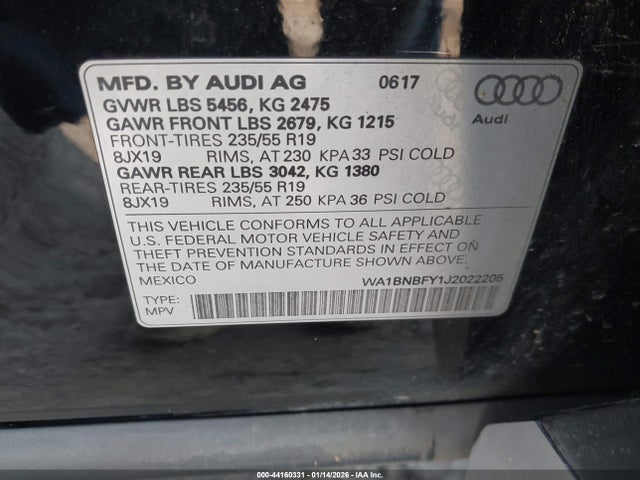 MFD. BY AUDI AG 0617
GVWR LBS 5456, KG 2475
GAWR FRONT LBS 2679, KG 1215
FRONT-TIRES 235/55 R19
8JX19 RIMS, AT 230 KPA 33 PSI COLD
GAWR REAR LBS 3042, KG 1380
REAR-TIRES 235/55 R19
8JX19 RIMS, AT 250 KPA 36 PSI COLD
Audi
THIS VEHICLE CONFORMS TO ALL APPLICABLE
U.S. FEDERAL MOTOR VEHICLE SAFETY AND
THEFT PREVENTION STANDARDS IN EFFECT ON
THE DATE OF MANUFACTURE SHOWN ABOVE.
MEXICO WA1BNBFY1J2022205
TYPE:
MPV
000-44160331 - 01/14/2026 - IAA Inc.